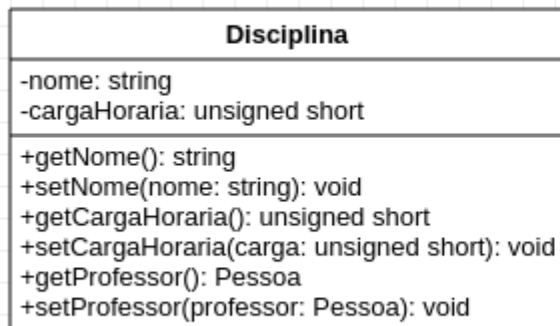 Disciplina
-nome: string
-cargaHoraria: unsigned short
+getNome(): string
+setNome(nome: string): void
+getCargaHoraria(): unsigned short
+setCargaHoraria(carga: unsigned short): void
+getProfessor(): Pessoa
+setProfessor(professor: Pessoa): void